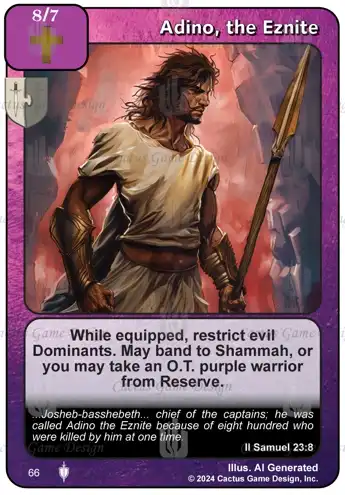 8/7
Adino, the Eznite
Cactus Game Design
While equipped, restrict evil
Dominants. May band to Shammah, or
you may take an O.T. purple warrior
from Reserve.
...Josheb-basshebeth... chief of the captains; he was
called Adino the Eznite because of eight hundred who
were killed by him at one time.
(II Samuel 23:8
66
Illus. AI Generated
© 2024 Cactus Game Design, Inc.